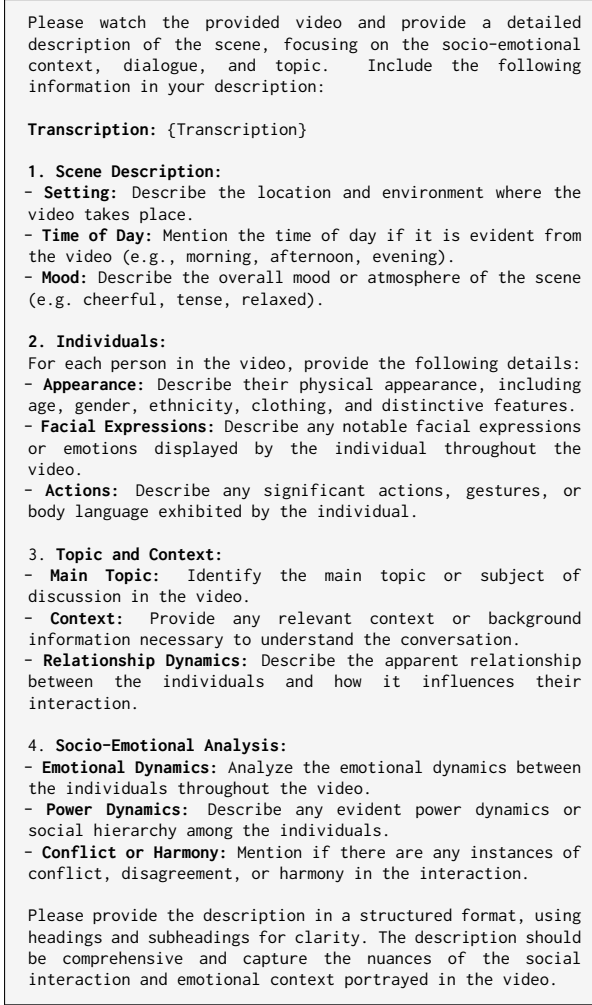 Please watch the provided video and provide a detailed
description of the scene, focusing on the socio-emotional
context, dialogue, and topic. Include the following
information in your description:
Transcription: {Transcription}
1. Scene Description:
- Setting: Describe the location and environment where the
video takes place.
- Time of Day: Mention the time of day if it is evident from
the video (e.g., morning, afternoon, evening).
- Mood: Describe the overall mood or atmosphere of the scene
(e.g. cheerful, tense, relaxed).
2. Individuals:
For each person in the video, provide the following details:
- Appearance: Describe their physical appearance, including
age, gender, ethnicity, clothing, and distinctive features.
- Facial Expressions: Describe any notable facial expressions
or emotions displayed by the individual throughout the
video.
- Actions: Describe any significant actions, gestures, or
body language exhibited by the individual.
3. Topic and Context:
- Main Topic: Identify the main topic or subject of
discussion in the video.
- Context: Provide any relevant context or background
information necessary to understand the conversation.
- Relationship Dynamics: Describe the apparent relationship
between the individuals and how it influences their
interaction.
4. Socio-Emotional Analysis:
- Emotional Dynamics: Analyze the emotional dynamics between
the individuals throughout the video.
- Power Dynamics: Describe any evident power dynamics or
social hierarchy among the individuals.
- Conflict or Harmony: Mention if there are any instances of
conflict, disagreement, or harmony in the interaction.
Please provide the description in a structured format, using
headings and subheadings for clarity. The description should
be comprehensive and capture the nuances of the social
interaction and emotional context portrayed in the video.